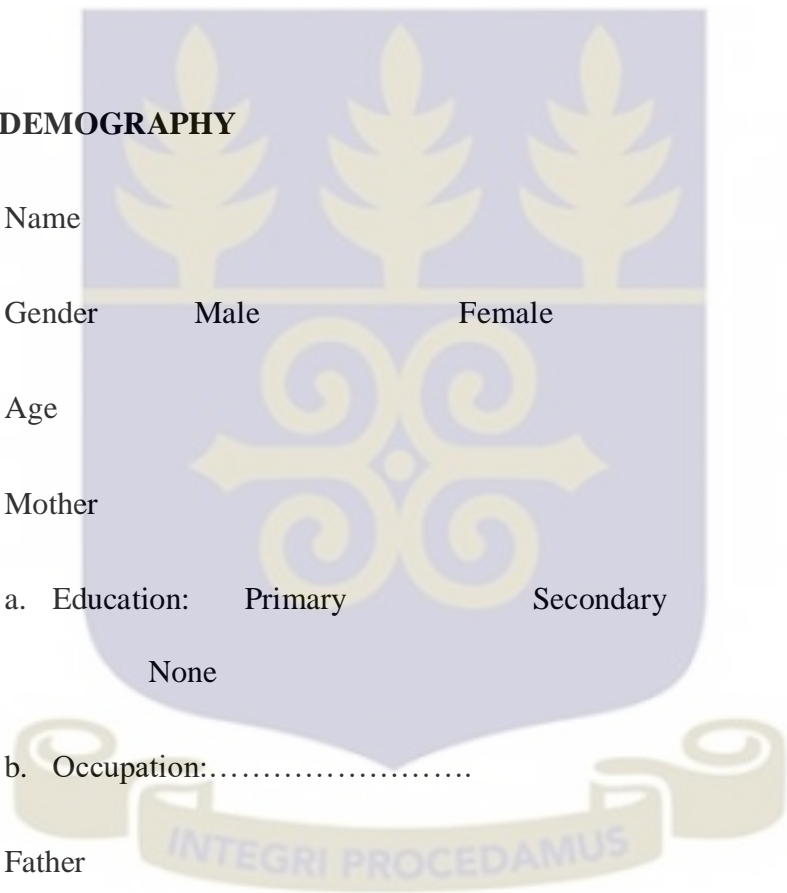 DEMOGRAPHY
Name
Gender Male Female
Age
Mother
a. Education: Primary Secondary
None
b. Occupation:…………………….
Father
INTEGRI PROCEDAMUS